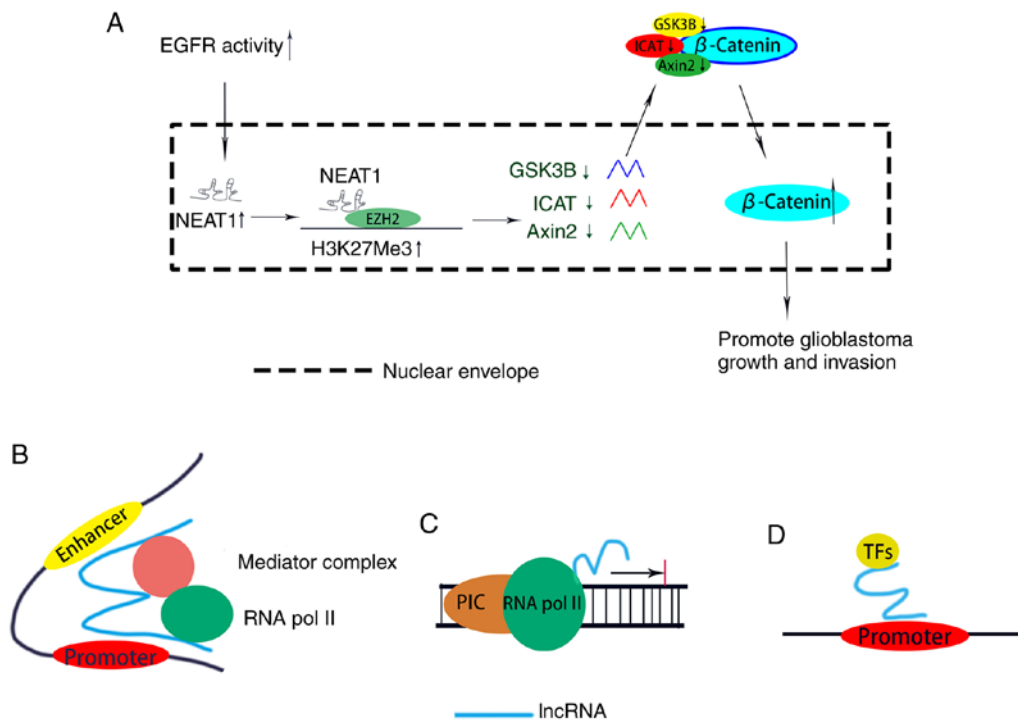 A
EGFR activity↑
GSK3B↓
ICAT↓
β-Catenin
Axin2↓
NEAT1↑
NEAT1
EZH2
H3K27Me3↑
GSK3B↓
ICAT↓
Axin2↓
β-Catenin↑
Promote glioblastoma
growth and invasion
Nuclear envelope
B
Enhancer
Mediator complex
RNA pol II
Promoter
C
PIC
RNA pol II
D
TFs
Promoter
lncRNA